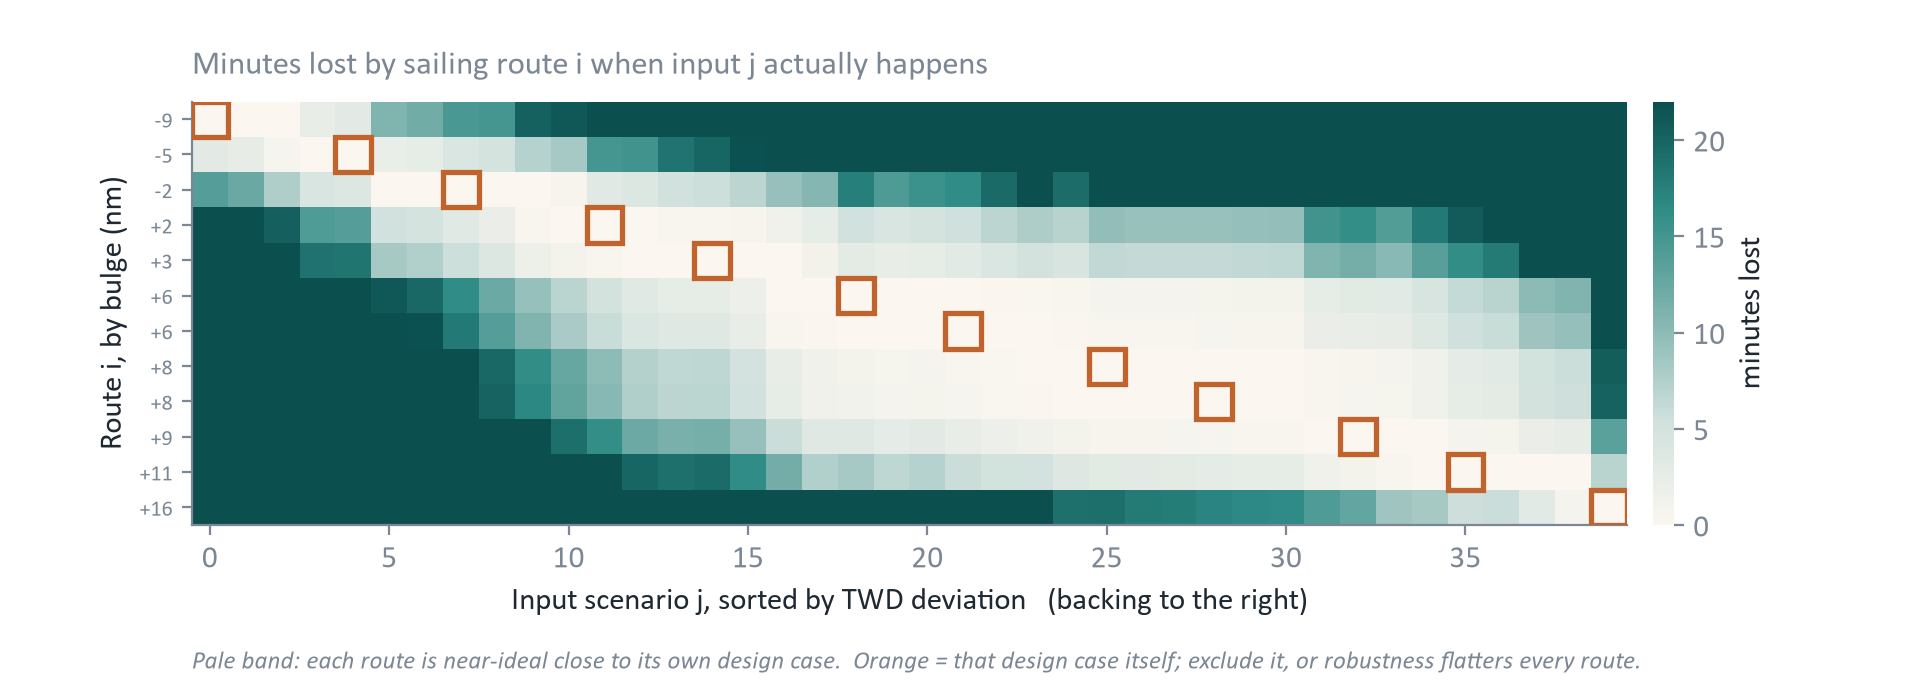 Minutes lost by sailing route i when input j actually happens
Route i, by bulge (nm)
-9
-5
-2
+2
+3
+6
+6
+8
+8
+9
+11
+16
0 5 10 15 20 25 30 35
Input scenario j, sorted by TWD deviation (backing to the right)
20
15
10
5
0
minutes lost
Pale band: each route is near-ideal close to its own design case. Orange = that design case itself; exclude it, or robustness flatters every route.